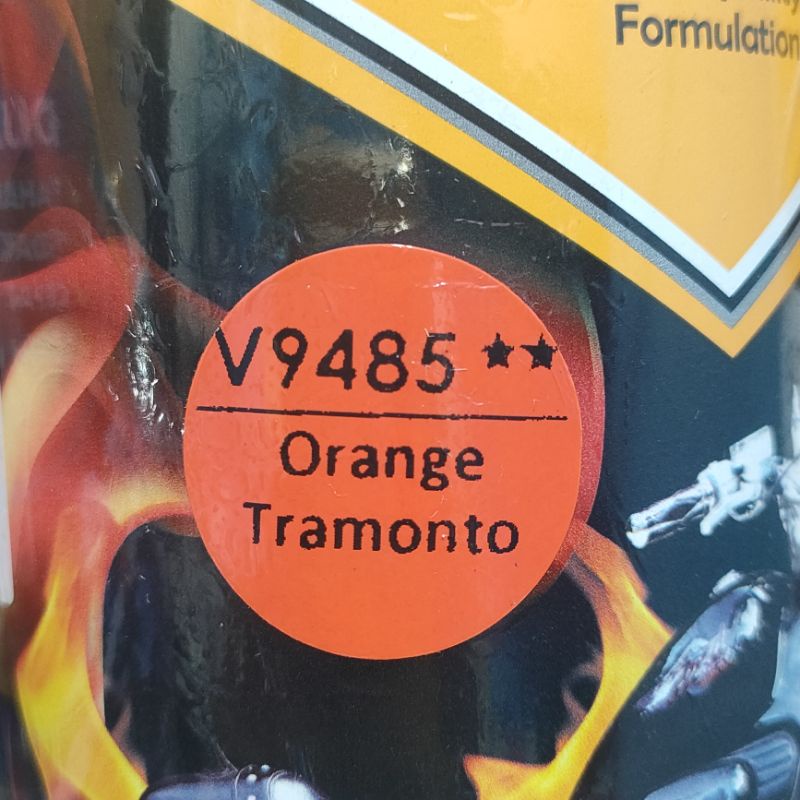 Formulation
V9485 ★★
Orange
Tramonto